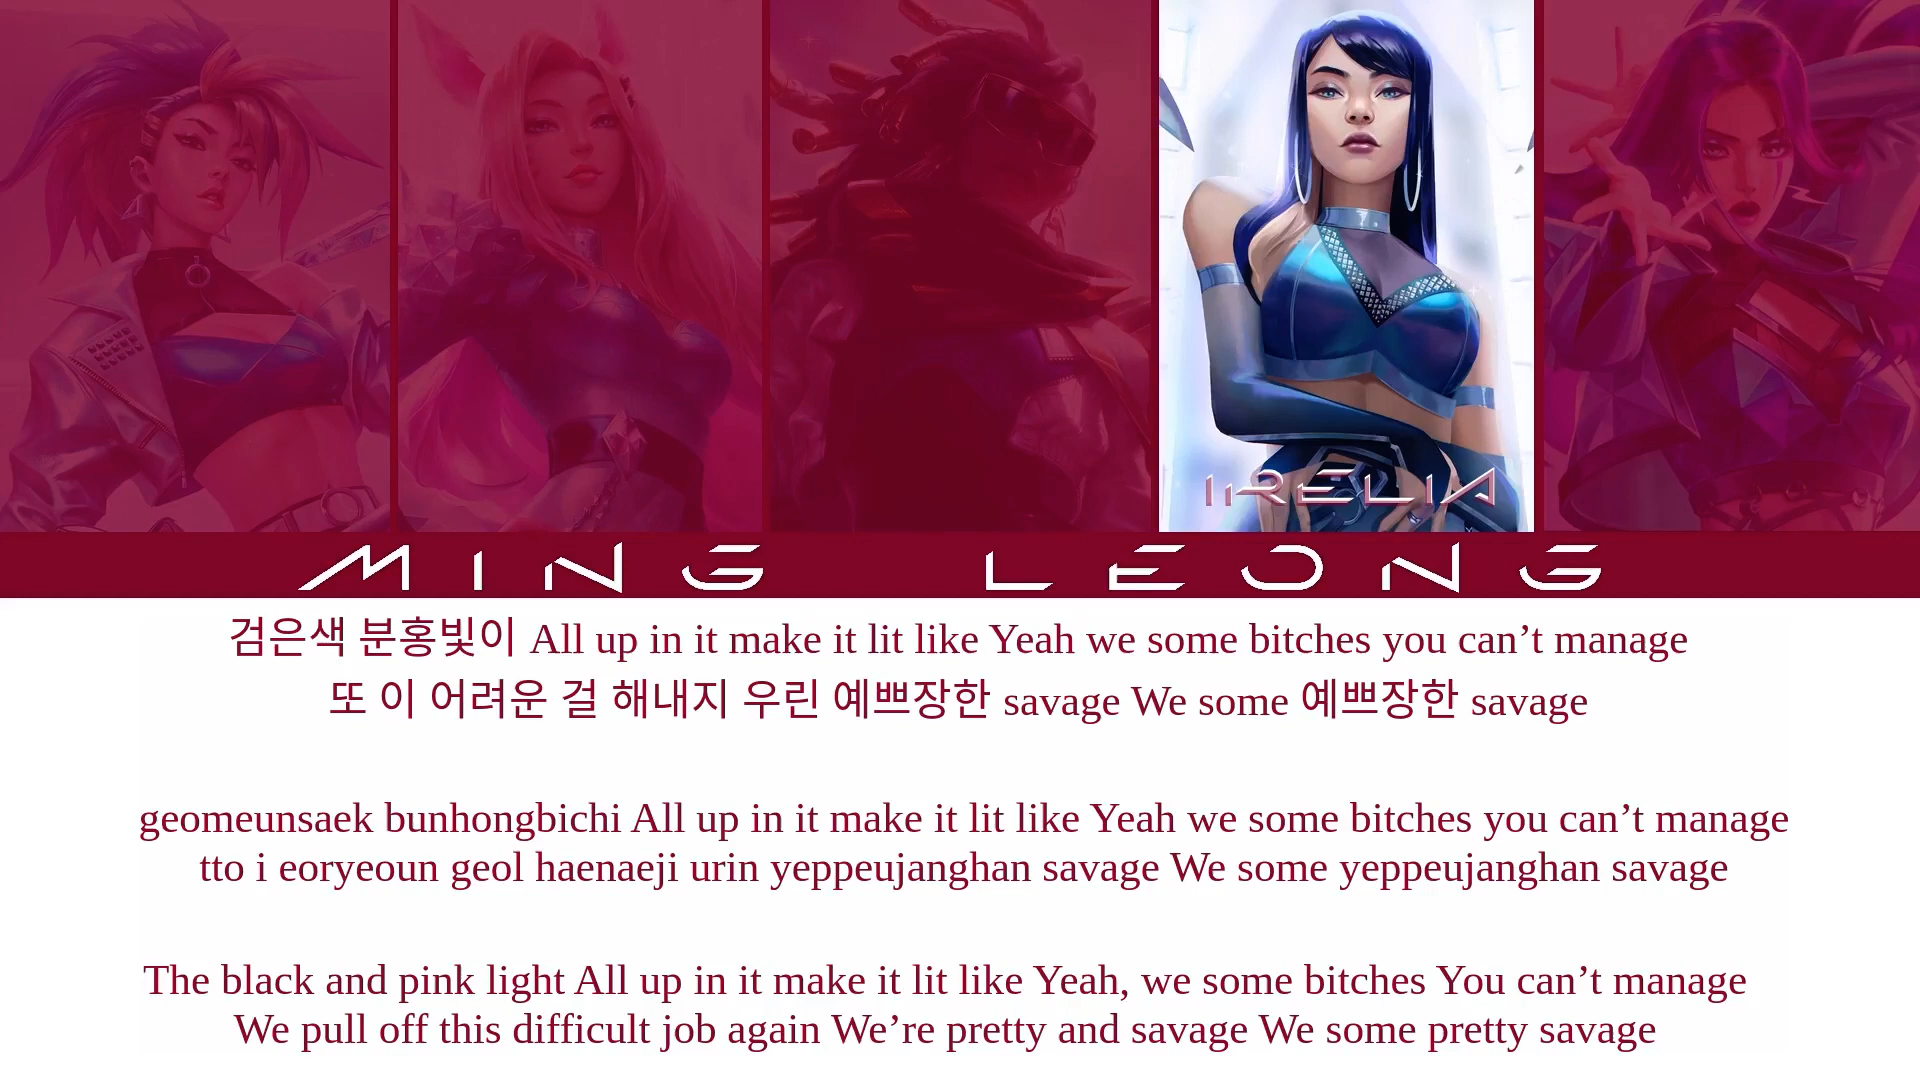 IRELIA
MING LEONG
검은색 분홍빛이 All up in it make it lit like Yeah we some bitches you can’t manage
또 이 어려운 걸 해내지 우린 예쁘장한 savage We some 예쁘장한 savage
geomeunsaek bunhongbichi All up in it make it lit like Yeah we some bitches you can’t manage
tto i eoryeoun geol haenaeji urin yeppeujanghan savage We some yeppeujanghan savage
The black and pink light All up in it make it lit like Yeah, we some bitches You can’t manage
We pull off this difficult job again We’re pretty and savage We some pretty savage